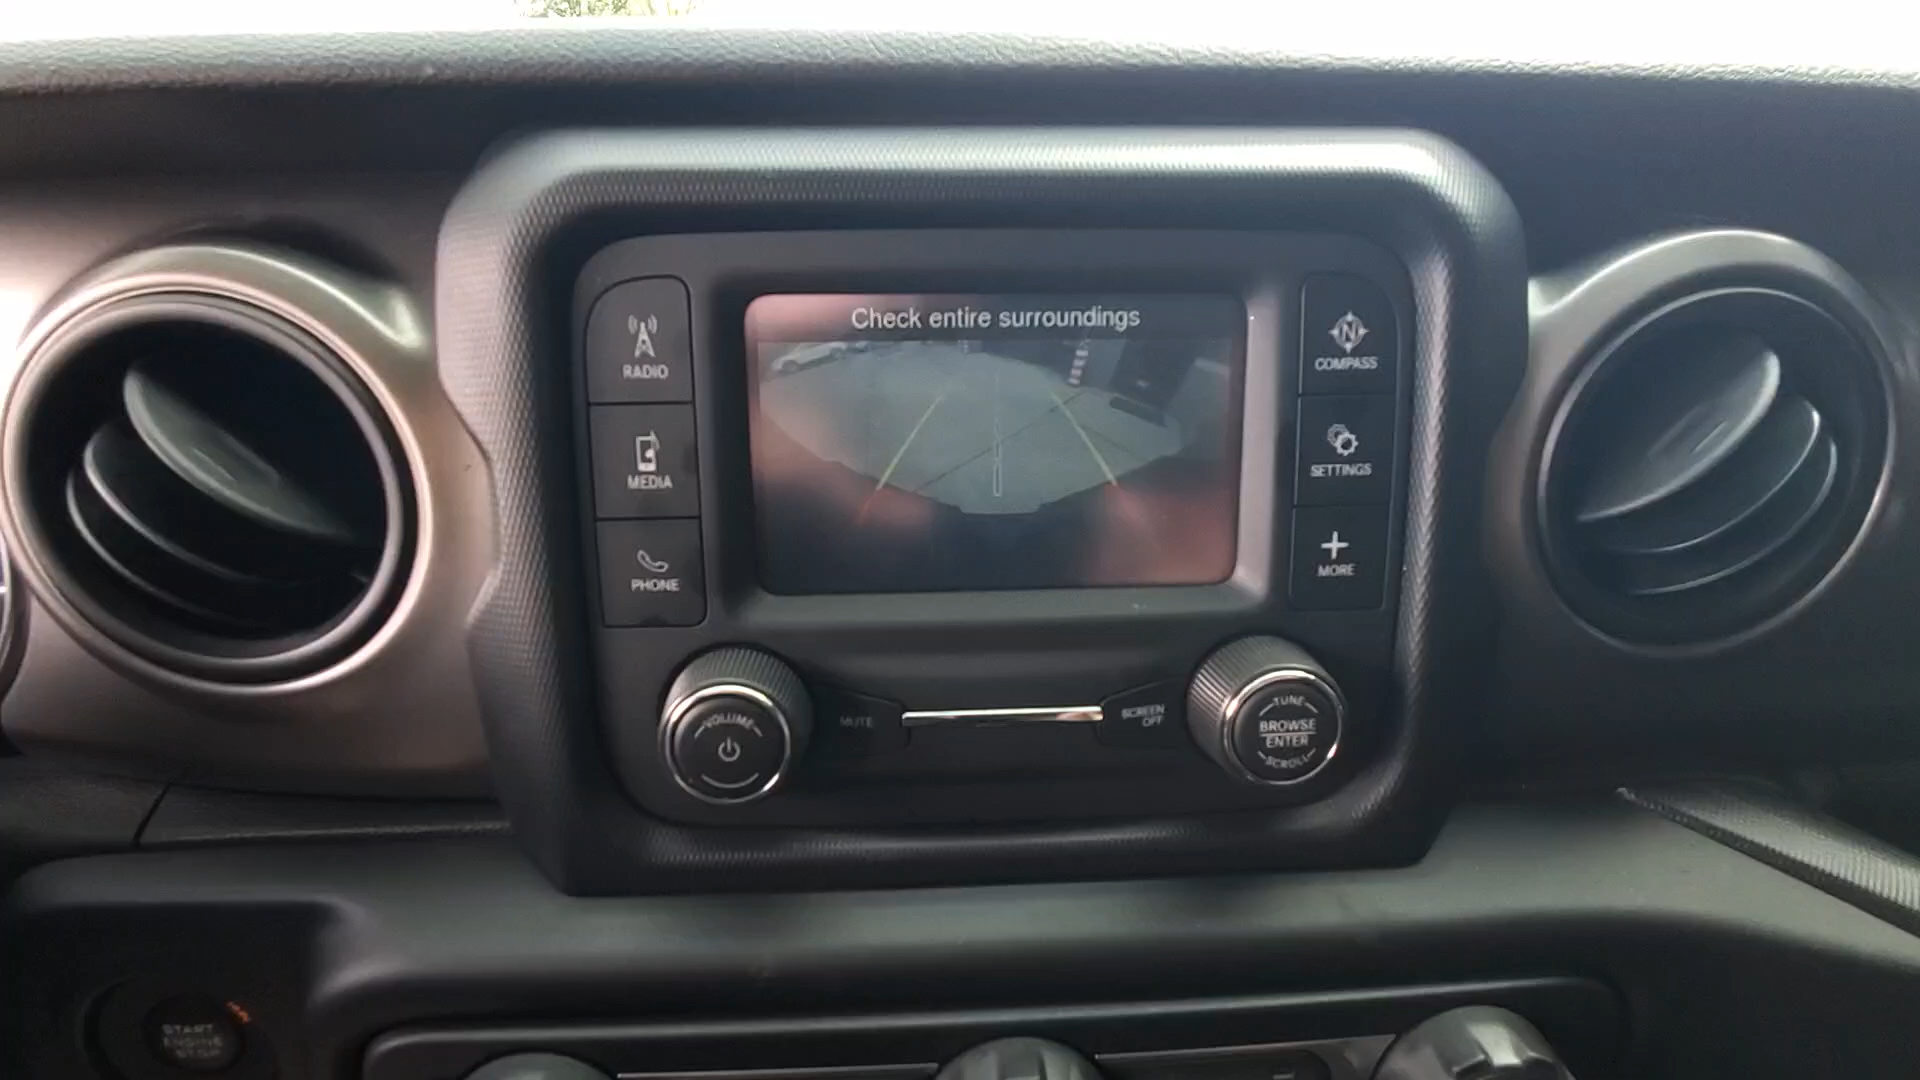 Check entire surroundings
RADIO
MEDIA
PHONE
N
COMPASS
SETTINGS
MORE
VOLUME
MUTE
SCREEN
OFF
TUNE
BROWSE
ENTER
SCROLL
START
ENGINE
STOP
RUN